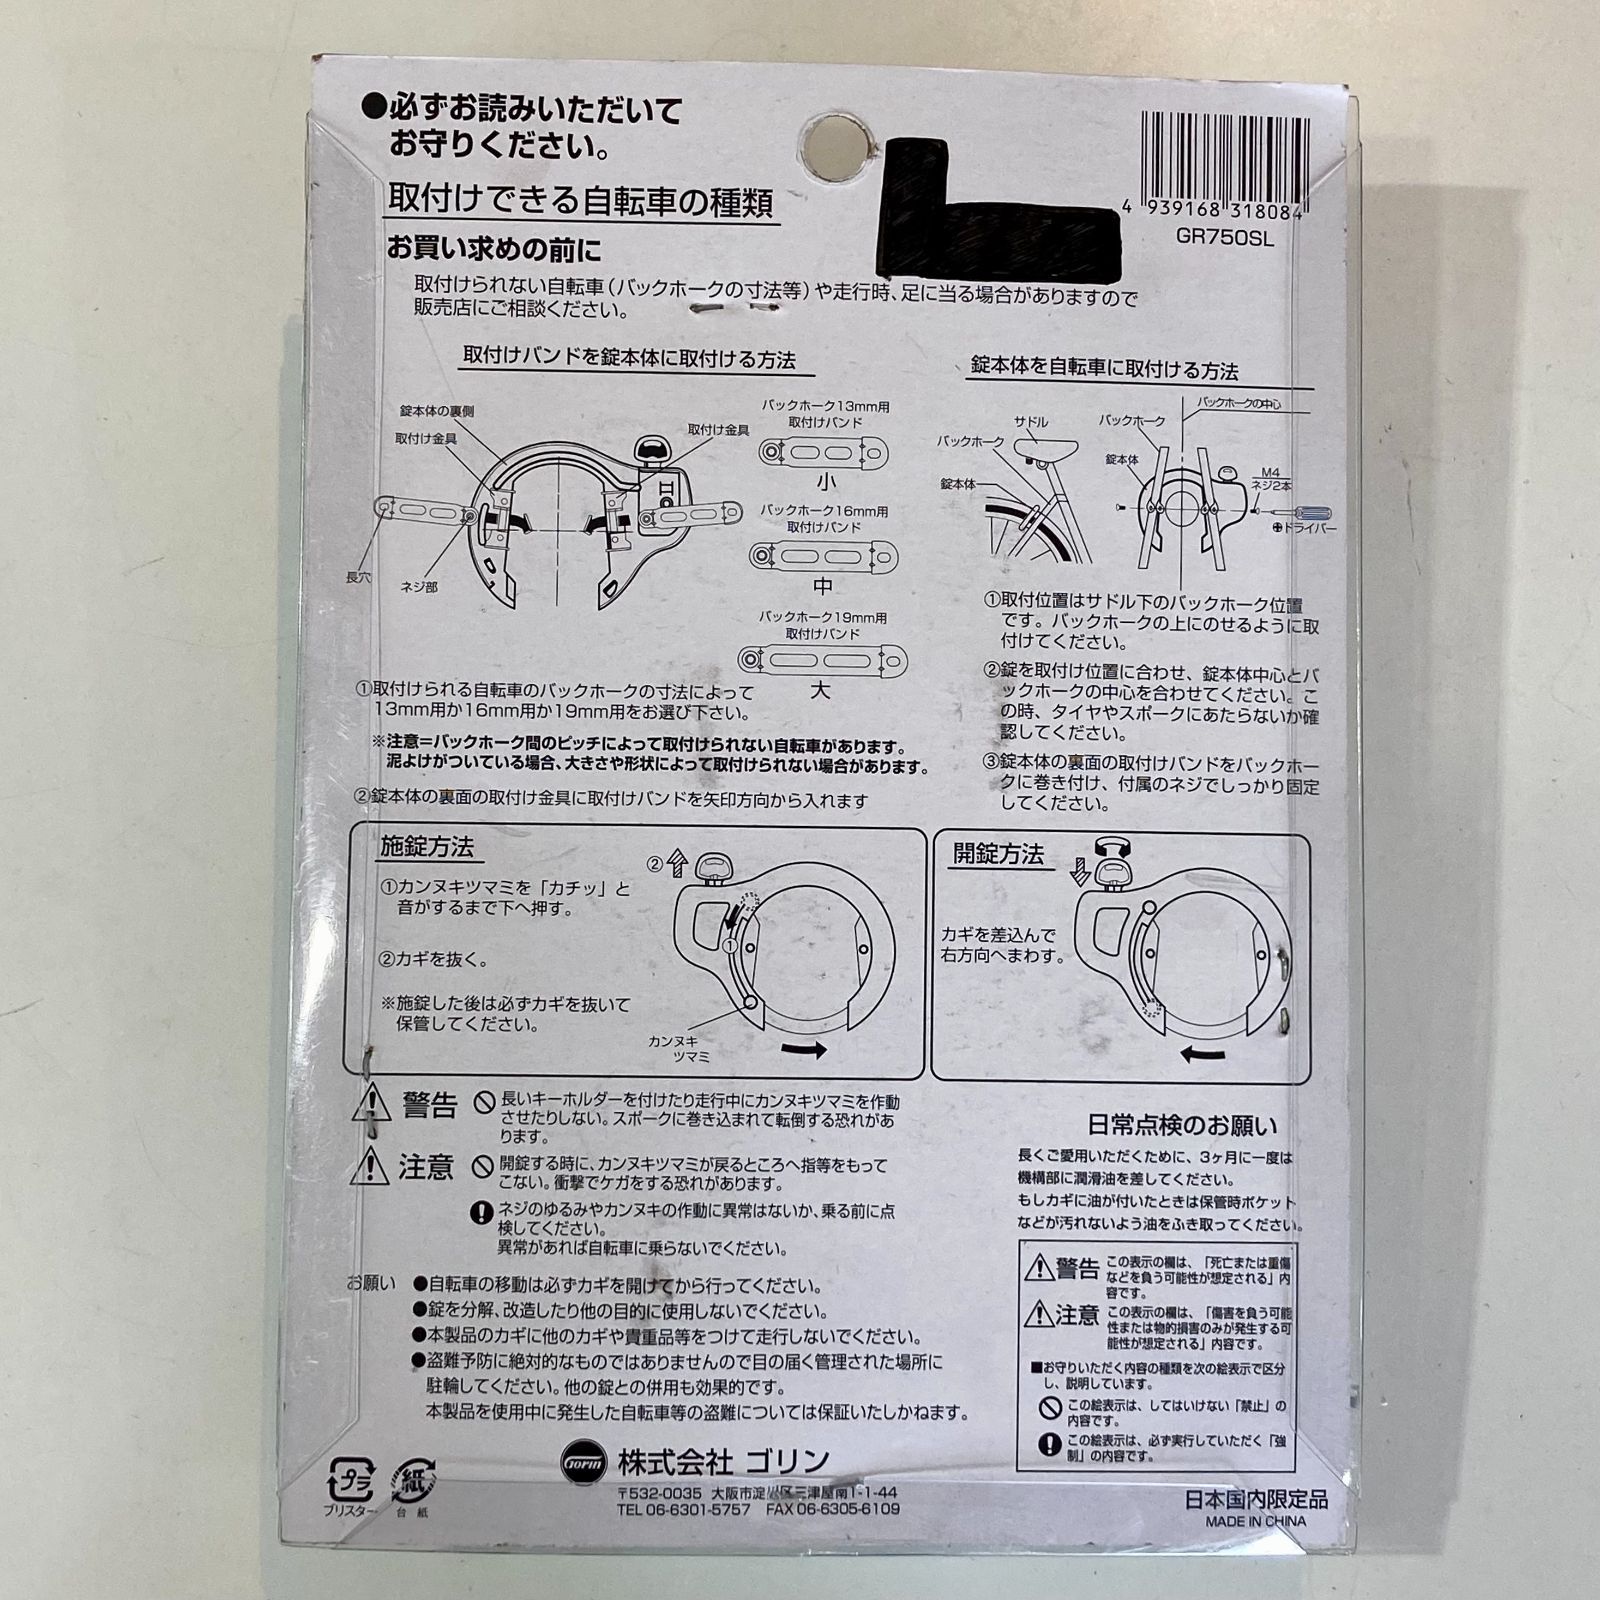 ●必ずお読みいただいて
お守りください。
4 939168 318084
GR750SL
取付けできる自転車の種類
お買い求めの前に
取付けられない自転車(バックホークの寸法等)や走行時、足に当る場合がありますので
販売店にご相談ください。
取付けバンドを錠本体に取付ける方法
錠本体の裏側
取付け金具
取付け金具
長穴
ネジ部
バックホーク13mm用
取付けバンド
小
バックホーク16mm用
取付けバンド
中
バックホーク19mm用
取付けバンド
大
①取付けられる自転車のバックホークの寸法によって
13mm用か16mm用か19mm用をお選び下さい。
※注意=バックホーク間のピッチによって取付けられない自転車があります。
泥よけがついている場合、大きさや形状によって取付けられない場合があります。
②錠本体の裏面の取付け金具に取付けバンドを矢印方向から入れます
錠本体を自転車に取付ける方法
バックホークの中心
サドル
バックホーク
バックホーク
錠本体
錠本体
M4
ネジ2本
⊕ドライバー
①取付位置はサドル下のバックホーク位置
です。バックホークの上にのせるように取
付けてください。
②錠を取付け位置に合わせ、錠本体中心とバ
ックホークの中心を合わせてください。こ
の時、タイヤやスポークにあたらないか確
認してください。
③錠本体の裏面の取付けバンドをバックホー
クに巻き付け、付属のネジでしっかり固定
してください。
施錠方法
①カンヌキツマミを「カチッ」と
音がするまで下へ押す。
②カギを抜く。
※施錠した後は必ずカギを抜いて
保管してください。
②
①
カンヌキ
ツマミ
開錠方法
カギを差込んで
右方向へまわす。
警告
長いキーホルダーを付けたり走行中にカンヌキツマミを作動
させたりしない。スポークに巻き込まれて転倒する恐れがあ
ります。
注意
開錠する時に、カンヌキツマミが戻るところへ指等をもって
こない。衝撃でケガをする恐れがあります。
ネジのゆるみやカンヌキの作動に異常はないか、乗る前に点
検してください。
異常があれば自転車に乗らないでください。
お願い ●自転車の移動は必ずカギを開けてから行ってください。
●錠を分解、改造したり他の目的に使用しないでください。
●本製品のカギに他のカギや貴重品等をつけて走行しないでください。
●盗難予防に絶対的なものではありませんので目の届く管理された場所に
駐輪してください。他の錠との併用も効果的です。
本製品を使用中に発生した自転車等の盗難については保証いたしかねます。
日常点検のお願い
長くご愛用いただくために、3ヶ月に一度は
機構部に潤滑油を差してください。
もしカギに油が付いたときは保管時ポケット
などが汚れないよう油をふき取ってください。
警告 この表示の欄は、「死亡または重傷
などを負う可能性が想定される」内
容です。
注意 この表示の欄は、「傷害を負う可能
性または物的損害のみが発生する可
能性が想定される」内容です。
■お守りいただく内容の種類を次の絵表示で区分
し、説明しています。
この絵表示は、してはいけない「禁止」の
内容です。
この絵表示は、必ず実行していただく「強
制」の内容です。
プラ
ブリスター
紙
台紙
GORIN
株式会社 ゴリン
〒532-0035 大阪市淀川区三津屋南1-1-44
TEL 06-6301-5757 FAX 06-6305-6109
日本国内限定品
MADE IN CHINA